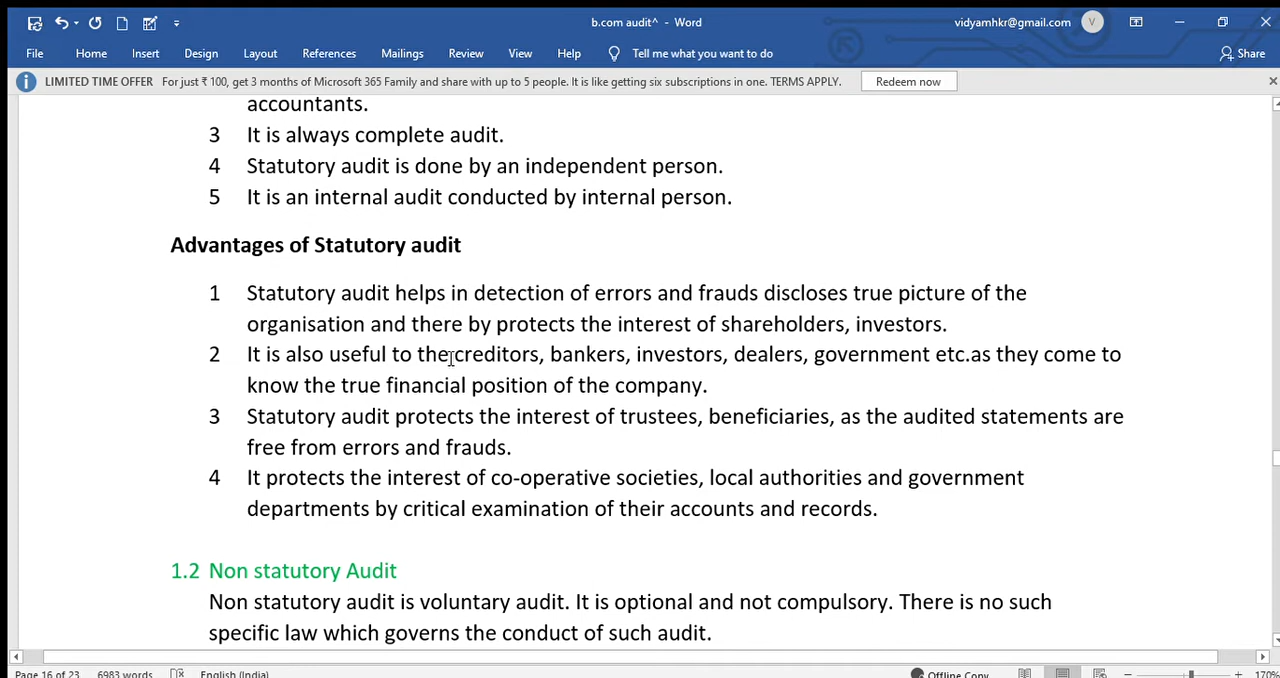 b.com audit^ - Word
vidyamhkr@gmail.com V
File Home Insert Design Layout References Mailings Review View Help Tell me what you want to do Share
LIMITED TIME OFFER For just ₹ 100, get 3 months of Microsoft 365 Family and share with up to 5 people. It is like getting six subscriptions in one. TERMS APPLY. Redeem now
accountants.
3 It is always complete audit.
4 Statutory audit is done by an independent person.
5 It is an internal audit conducted by internal person.
Advantages of Statutory audit
1 Statutory audit helps in detection of errors and frauds discloses true picture of the
organisation and there by protects the interest of shareholders, investors.
2 It is also useful to the creditors, bankers, investors, dealers, government etc.as they come to
know the true financial position of the company.
3 Statutory audit protects the interest of trustees, beneficiaries, as the audited statements are
free from errors and frauds.
4 It protects the interest of co-operative societies, local authorities and government
departments by critical examination of their accounts and records.
1.2 Non statutory Audit
Non statutory audit is voluntary audit. It is optional and not compulsory. There is no such
specific law which governs the conduct of such audit.
Page 16 of 23 6983 words English (India) Offline Copy 170%